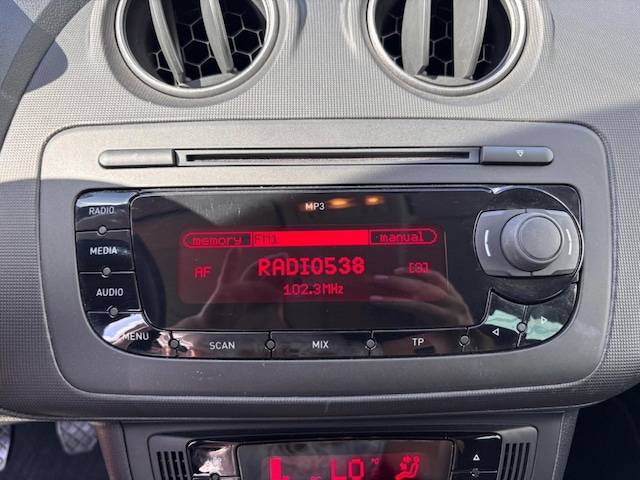 MP3
RADIO
memory FM1 manual
MEDIA
AF RADIO538 [3]
102.3MHz
AUDIO
MENU SCAN MIX TP
LO °C